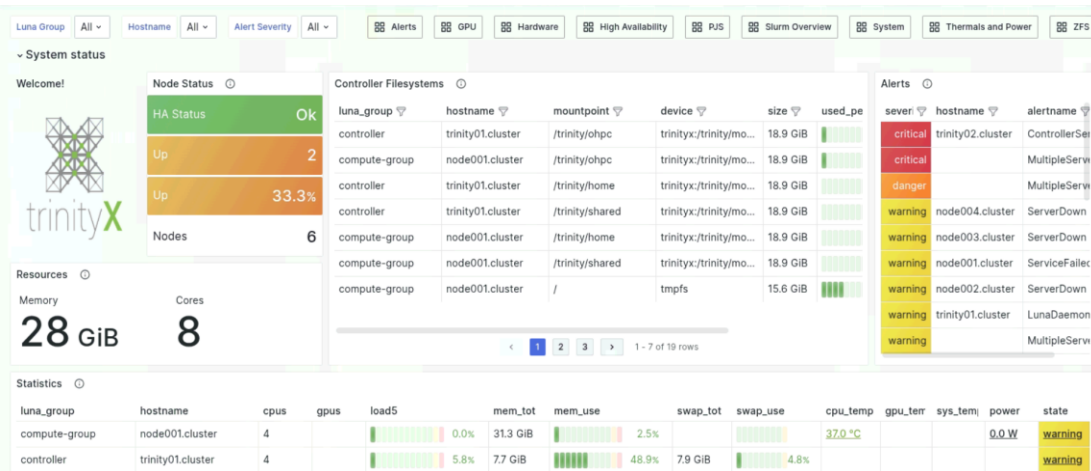 Luna Group All Hostname All Alert Severity All Alerts GPU Hardware High Availability PJS Slurm Overview System Thermals and Power ZFS
System status
Welcome!
trinityX
Node Status
HA Status Ok
Up 2
Up 33.3%
Nodes 6
Resources
Memory Cores
28 GiB 8
Controller Filesystems
luna_group hostname mountpoint device size used_pe
controller trinity01.cluster /trinity/ohpc trinityx:/trinity/mo... 18.9 GiB
compute-group node001.cluster /trinity/ohpc trinityx:/trinity/mo... 18.9 GiB
controller trinity01.cluster /trinity/home trinityx:/trinity/mo... 18.9 GiB
controller trinity01.cluster /trinity/shared trinityx:/trinity/mo... 18.9 GiB
compute-group node001.cluster /trinity/home trinityx:/trinity/mo... 18.9 GiB
compute-group node001.cluster /trinity/shared trinityx:/trinity/mo... 18.9 GiB
compute-group node001.cluster / tmpfs 15.6 GiB
‹ 1 2 3 › 1 - 7 of 19 rows
Alerts
severi hostname alertname
critical trinity02.cluster ControllerSer
critical MultipleServe
danger MultipleServe
warning node004.cluster ServerDown
warning node003.cluster ServerDown
warning node001.cluster ServiceFailed
warning node002.cluster ServerDown
warning trinity01.cluster LunaDaemon
warning MultipleServe
Statistics
luna_group hostname cpus gpus load5 mem_tot mem_use swap_tot swap_use cpu_temp gpu_tem sys_temp power state
compute-group node001.cluster 4 0.0% 31.3 GiB 2.5% 37.0 °C 0.0 W warning
controller trinity01.cluster 4 5.8% 7.7 GiB 48.9% 7.9 GiB 4.8% warning